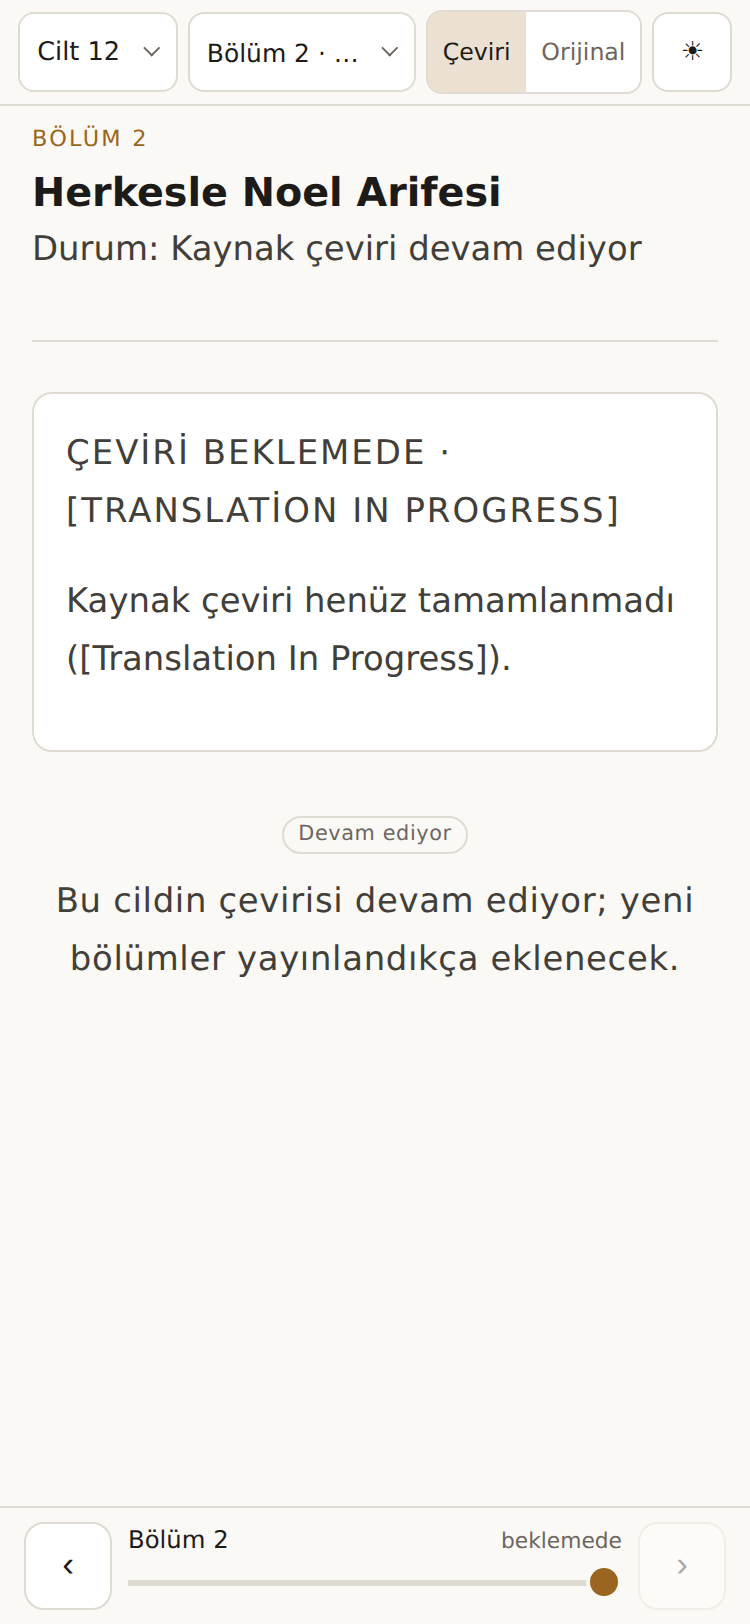 Cilt 12
Bölüm 2 · ...
Çeviri
Orijinal
BÖLÜM 2
Herkesle Noel Arifesi
Durum: Kaynak çeviri devam ediyor
ÇEVİRİ BEKLEMEDE ·
[TRANSLATİON IN PROGRESS]
Kaynak çeviri henüz tamamlanmadı
([Translation In Progress]).
Devam ediyor
Bu cildin çevirisi devam ediyor; yeni
bölümler yayınlandıkça eklenecek.
Bölüm 2
beklemede